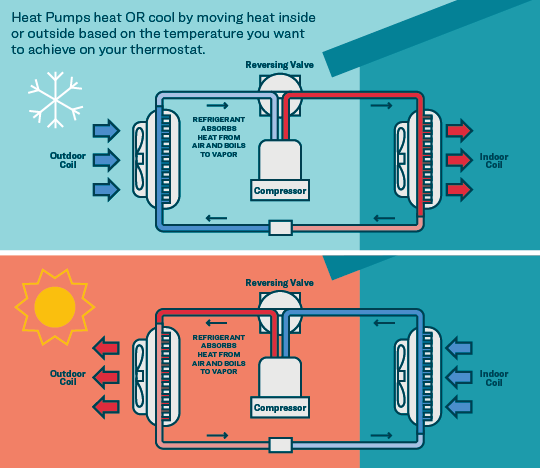 Heat Pumps heat OR cool by moving heat inside
or outside based on the temperature you want
to achieve on your thermostat.
Reversing Valve
REFRIGERANT
ABSORBS
HEAT FROM
AIR AND BOILS
TO VAPOR
Outdoor
Coil
Indoor
Coil
Compressor
Reversing Valve
REFRIGERANT
ABSORBS
HEAT FROM
AIR AND BOILS
TO VAPOR
Outdoor
Coil
Indoor
Coil
Compressor